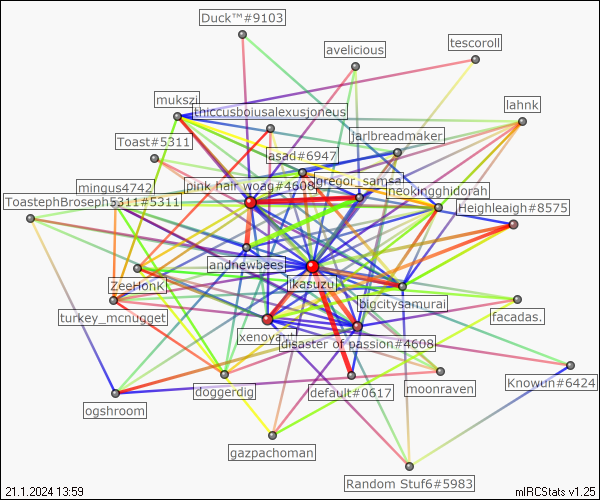 Duck™#9103
avelicious
tescoroll
mukszi
thiccusboiusalexusjoneus
lahnk
Toast#5311
jarlbreadmaker
asad#6947
mingus4742
pink hair woag#4608
gregor_samsal
neokingghidorah
ToastephBroseph5311#5311
Heighleaigh#8575
andnewbees
ZeeHonk
ikasuzu
bigcitysamurai
turkey_mcnugget
facadas.
xenoyavi
disaster of passion#4608
doggerdig
default#0617
moonraven
Knowun#6424
ogshroom
gazpachoman
Random Stuf6#5983
21.1.2024 13:59
mIRCStats v1.25